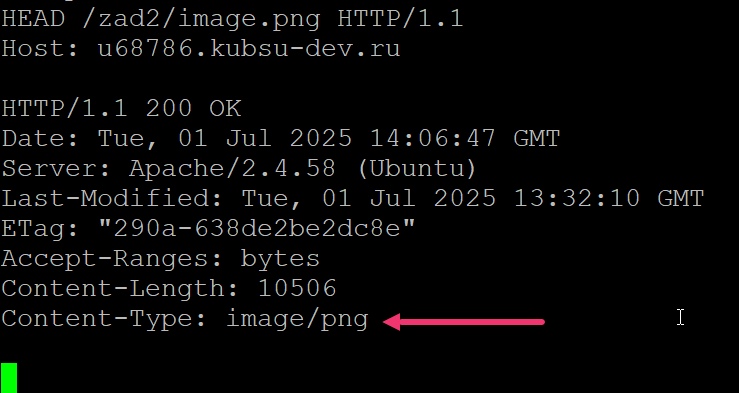 HEAD /zad2/image.png HTTP/1.1
Host: u68786.kubsu-dev.ru
HTTP/1.1 200 OK
Date: Tue, 01 Jul 2025 14:06:47 GMT
Server: Apache/2.4.58 (Ubuntu)
Last-Modified: Tue, 01 Jul 2025 13:32:10 GMT
ETag: "290a-638de2be2dc8e"
Accept-Ranges: bytes
Content-Length: 10506
Content-Type: image/png